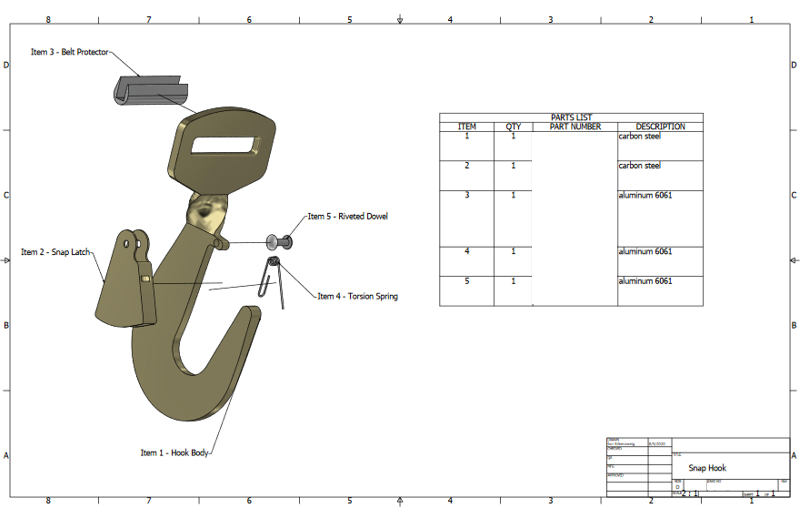 8 7 6 5 4 3 2 1
D D
Item 3 - Belt Protector
PARTS LIST
ITEM QTY PART NUMBER DESCRIPTION
1 1 carbon steel
2 1 carbon steel
3 1 aluminum 6061
4 1 aluminum 6061
5 1 aluminum 6061
C C
Item 5 - Riveted Dowel
Item 2 - Snap Latch
Item 4 - Torsion Spring
B B
Item 1 - Hook Body
A A
DRAWN
CHECKED
QA
MFG
APPROVED
TITLE
Snap Hook
SIZE
D
DWG NO
REV
SCALE 2 : 1
SHEET 1 OF 1
8 7 6 5 4 3 2 1